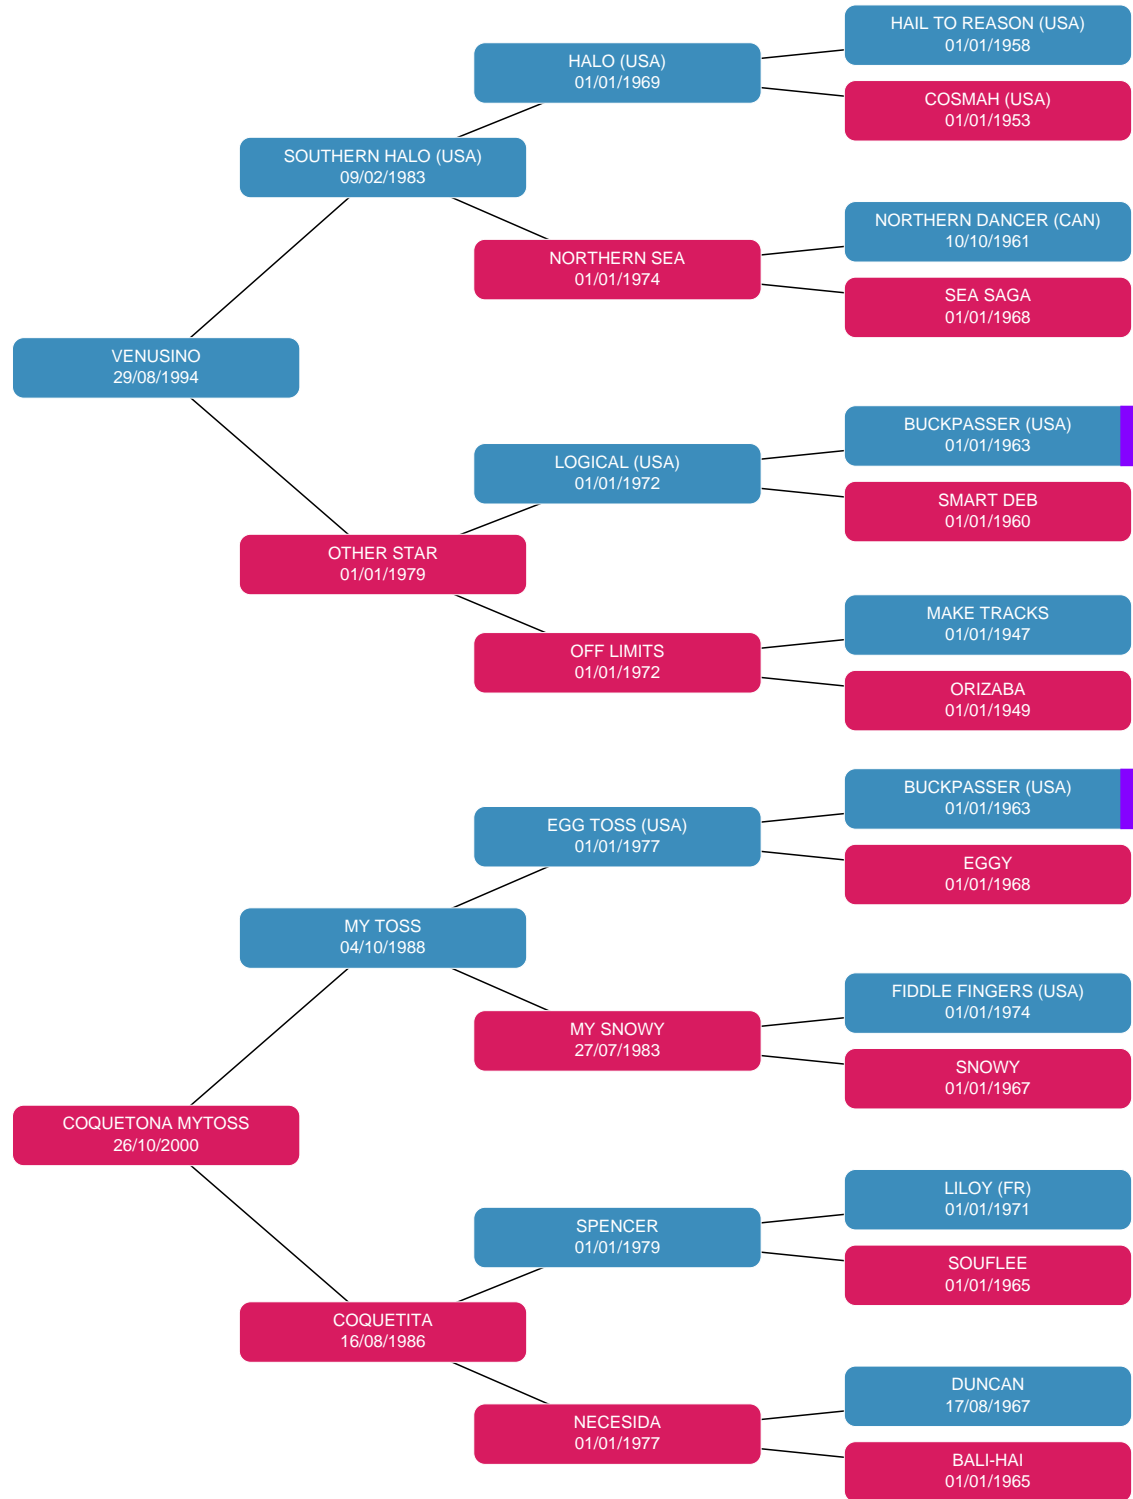 HAIL TO REASON (USA)
01/01/1958
HALO (USA)
01/01/1969
COSMAH (USA)
01/01/1953
SOUTHERN HALO (USA)
09/02/1983
NORTHERN DANCER (CAN)
10/10/1961
NORTHERN SEA
01/01/1974
SEA SAGA
01/01/1968
VENUSINO
29/08/1994
BUCKPASSER (USA)
01/01/1963
LOGICAL (USA)
01/01/1972
SMART DEB
01/01/1960
OTHER STAR
01/01/1979
MAKE TRACKS
01/01/1947
OFF LIMITS
01/01/1972
ORIZABA
01/01/1949
BUCKPASSER (USA)
01/01/1963
EGG TOSS (USA)
01/01/1977
EGGY
01/01/1968
MY TOSS
04/10/1988
FIDDLE FINGERS (USA)
01/01/1974
MY SNOWY
27/07/1983
SNOWY
01/01/1967
COQUETONA MYTOSS
26/10/2000
LILOY (FR)
01/01/1971
SPENCER
01/01/1979
SOUFLEE
01/01/1965
COQUETITA
16/08/1986
DUNCAN
17/08/1967
NECESIDA
01/01/1977
BALI-HAI
01/01/1965